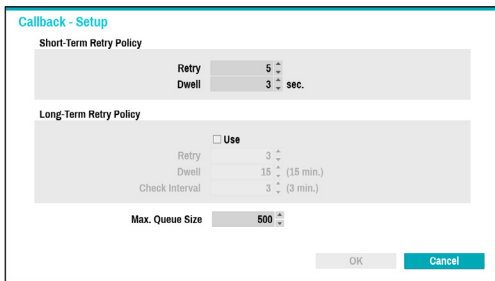 Callback - Setup
Short-Term Retry Policy
Retry 5
Dwell 3 sec.
Long-Term Retry Policy
Use
Retry 3
Dwell 15 (15 min.)
Check Interval 3 (3 min.)
Max. Queue Size 500
OK Cancel